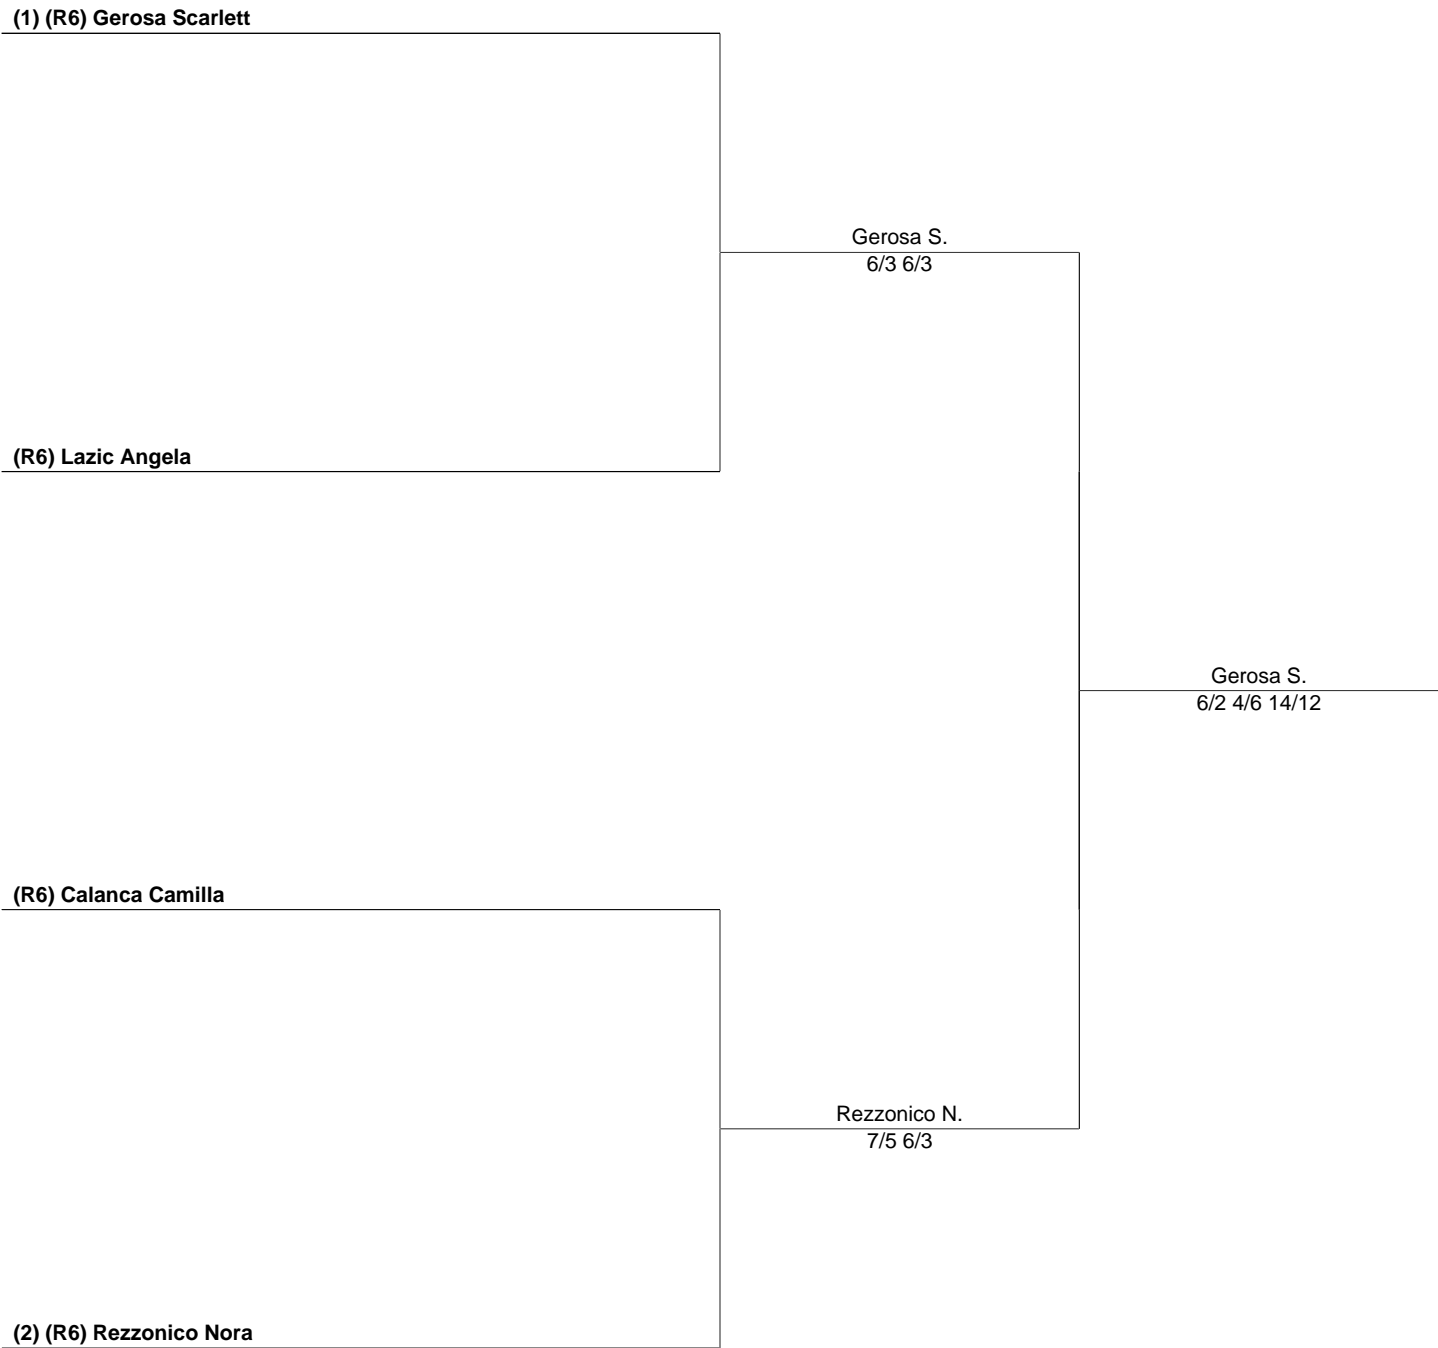 (1) (R6) Gerosa Scarlett
Gerosa S.
6/3 6/3
(R6) Lazic Angela
Gerosa S.
6/2 4/6 14/12
(R6) Calanca Camilla
Rezzonico N.
7/5 6/3
(2) (R6) Rezzonico Nora